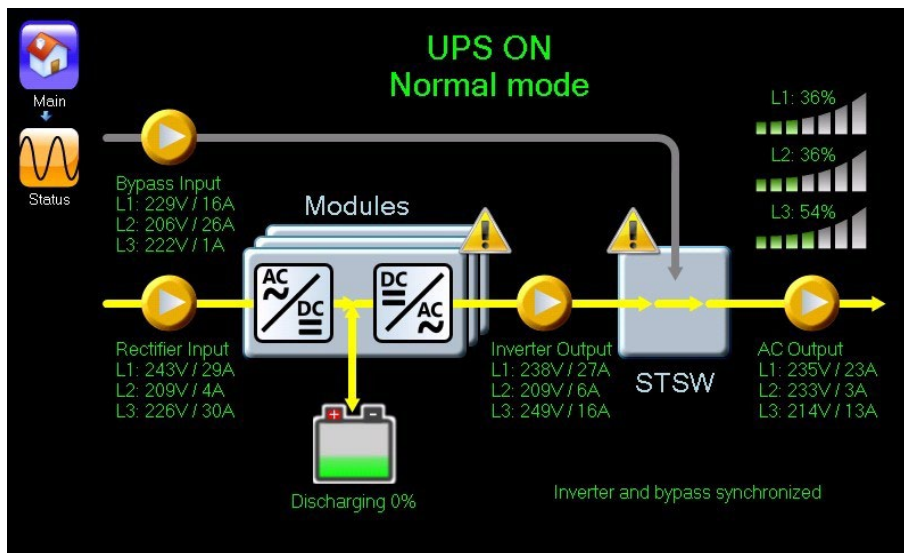 UPS ON
Normal mode
Main
Status
L1: 36%
L2: 36%
L3: 54%
Bypass Input
L1: 229V / 16A
L2: 206V / 26A
L3: 222V / 1A
Modules
AC
DC
DC
AC
Rectifier Input
L1: 243V / 29A
L2: 209V / 4A
L3: 226V / 30A
Inverter Output
L1: 238V / 27A
L2: 209V / 6A
L3: 249V / 16A
STSW
AC Output
L1: 235V / 23A
L2: 233V / 3A
L3: 214V / 13A
Discharging 0%
Inverter and bypass synchronized